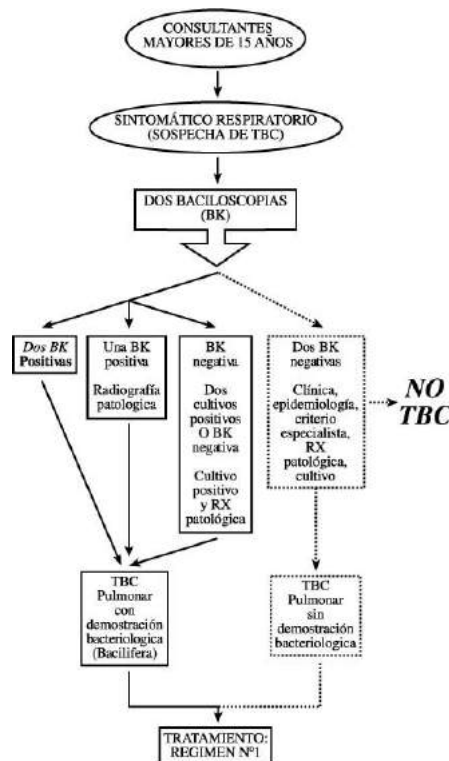 CONSULTANTES
MAYORES DE 15 AÑOS
SINTOMÁTICO RESPIRATORIO
(SOSPECHA DE TBC)
DOS BACILOSCOPIAS
(BK)
Dos BK
Positivas
Una BK
positiva
Radiografía
patologica
BK
negativa
Dos
cultivos
positivos
O BK
negativa
Cultivo
positivo
y RX
patológica
Dos BK
negativas
Clínica,
epidemiología,
criterio
especialista,
RX
patológica,
cultivo
NO
TBC
TBC
Pulmonar
con
demostración
bacteriologica
(Bacilifera)
TBC
Pulmonar
sin
demostración
bacteriologica
TRATAMIENTO:
REGIMEN Nº1